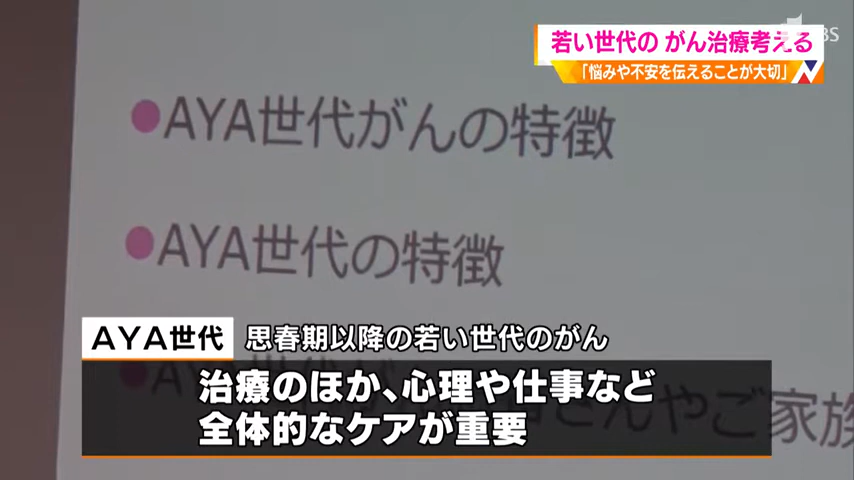 若い世代の がん治療考える
「悩みや不安を伝えることが大切」
●AYA世代がんの特徴
●AYA世代の特徴
AYA世代 思春期以降の若い世代のがん
治療のほか、心理や仕事など
全体的なケアが重要
やご家族